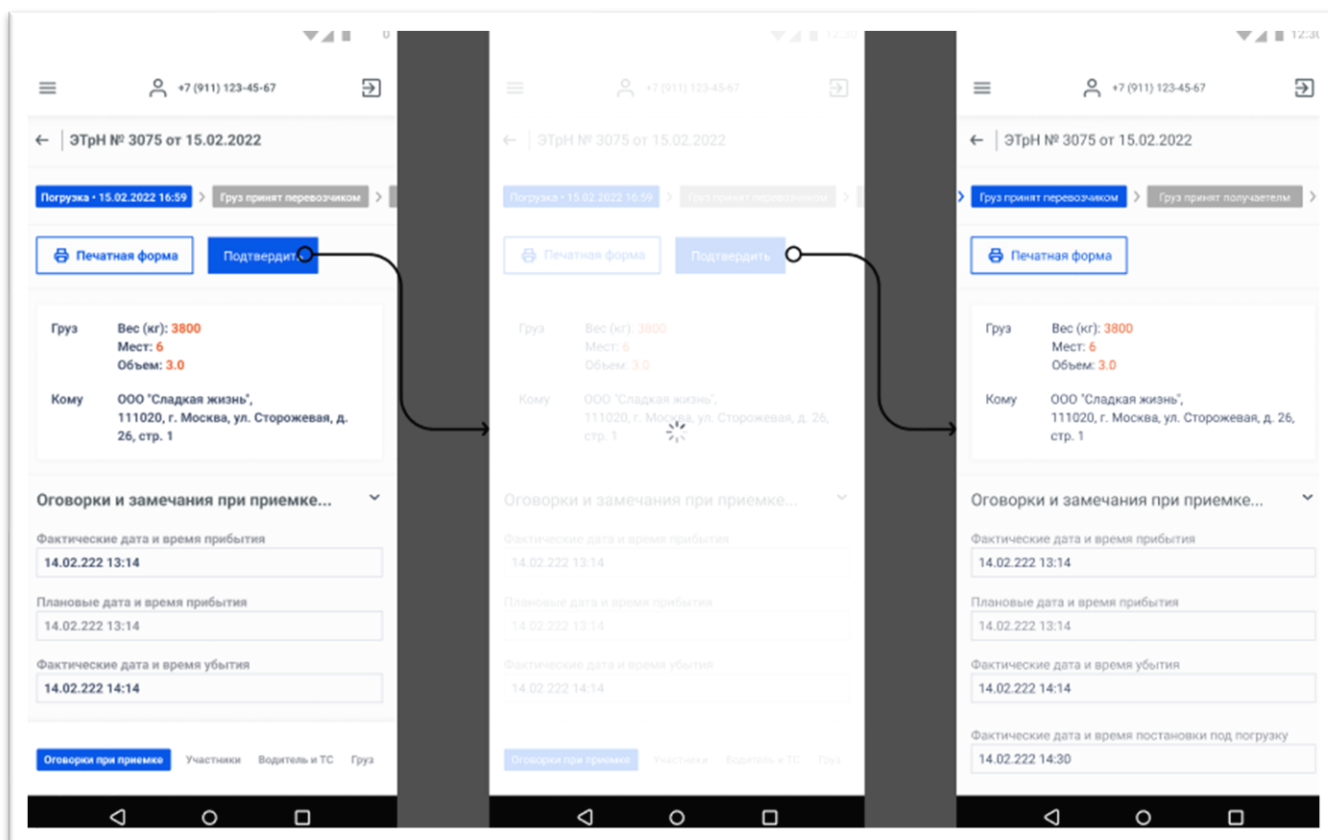 +7 (911) 123-45-67
ЭТрН № 3075 от 15.02.2022
Погрузка • 15.02.2022 16:59
Груз принят перевозчиком
Печатная форма
Подтвердить
Груз
Вес (кг): 3800
Мест: 6
Объем: 3.0
Кому
ООО "Сладкая жизнь",
111020, г. Москва, ул. Сторожевая, д.
26, стр. 1
Оговорки и замечания при приемке...
Фактические дата и время прибытия
14.02.222 13:14
Плановые дата и время прибытия
14.02.222 13:14
Фактические дата и время убытия
14.02.222 14:14
Оговорки при приемке
Участники
Водитель и ТС
Груз
12:30
+7 (911) 123-45-67
ЭТрН № 3075 от 15.02.2022
Погрузка • 15.02.2022 16:59
Груз принят перевозчиком
Печатная форма
Подтвердить
Груз
Вес (кг): 3800
Мест: 6
Объем: 3.0
Кому
ООО "Сладкая жизнь",
111020, г. Москва, ул. Сторожевая, д. 26,
стр. 1
Оговорки и замечания при приемке...
Фактические дата и время прибытия
14.02.222 13:14
Плановые дата и время прибытия
14.02.222 13:14
Фактические дата и время убытия
14.02.222 14:14
Оговорки при приемке
Участники
Водитель и ТС
Груз
12:30
+7 (911) 123-45-67
ЭТрН № 3075 от 15.02.2022
Груз принят перевозчиком
Груз принят получаетелм
Печатная форма
Груз
Вес (кг): 3800
Мест: 6
Объем: 3.0
Кому
ООО "Сладкая жизнь",
111020, г. Москва, ул. Сторожевая, д. 26,
стр. 1
Оговорки и замечания при приемке...
Фактические дата и время прибытия
14.02.222 13:14
Плановые дата и время прибытия
14.02.222 13:14
Фактические дата и время убытия
14.02.222 14:14
Фактические дата и время постановки под погрузку
14.02.222 14:30